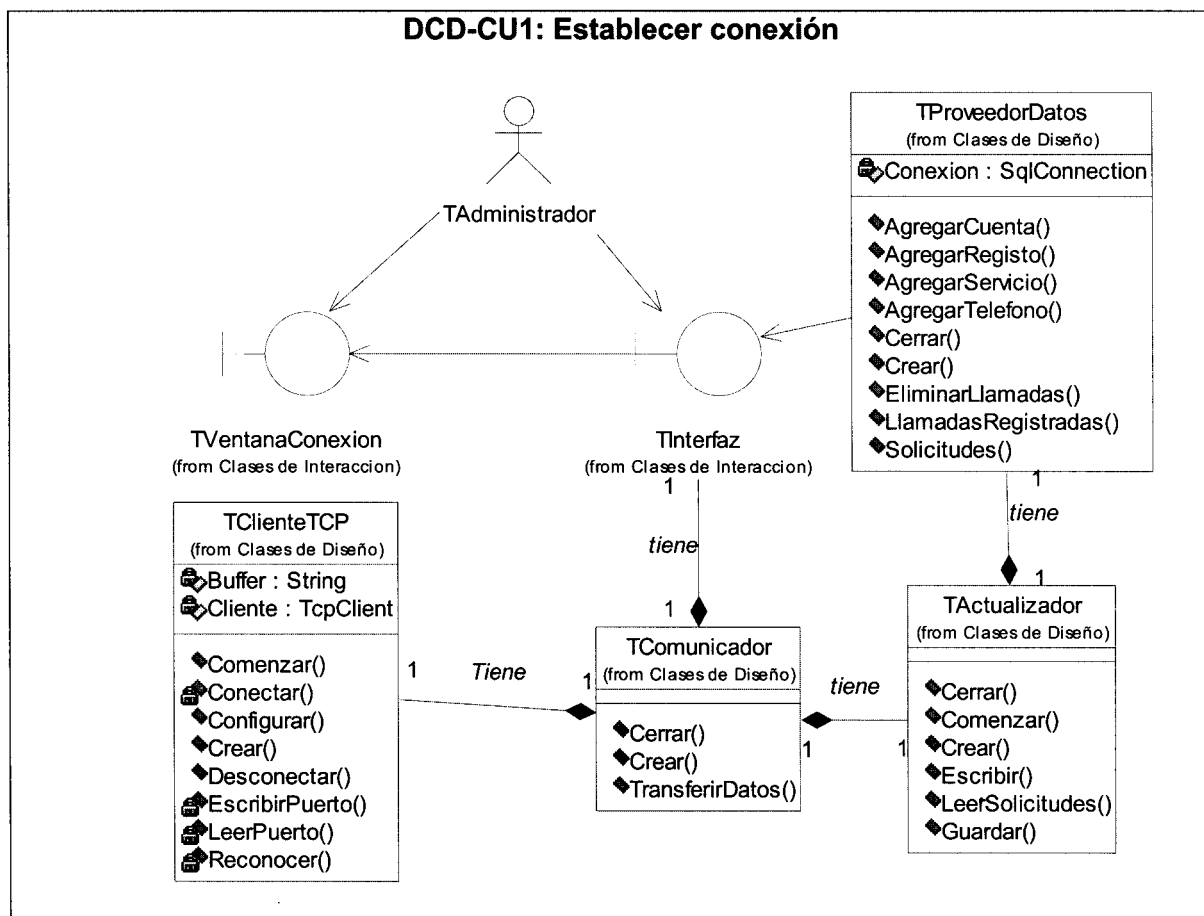 DCD-CU1: Establecer conexión
TAdministrador
TProveedorDatos
(from Clases de Diseño)
Conexion : SqlConnection
AgregarCuenta()
AgregarRegisto()
AgregarServicio()
AgregarTelefono()
Cerrar()
Crear()
EliminarLlamadas()
LlamadasRegistradas()
Solicitudes()
TVentanaConexion
(from Clases de Interaccion)
TInterfaz
(from Clases de Interaccion)
1
tiene
1
1
tiene
1
TClienteTCP
(from Clases de Diseño)
Buffer : String
Cliente : TcpClient
Comenzar()
Conectar()
Configurar()
Crear()
Desconectar()
EscribirPuerto()
LeerPuerto()
Reconocer()
1
Tiene
1
TComunicador
(from Clases de Diseño)
Cerrar()
Crear()
TransferirDatos()
tiene
1
1
TActualizador
(from Clases de Diseño)
Cerrar()
Comenzar()
Crear()
Escribir()
LeerSolicitudes()
Guardar()